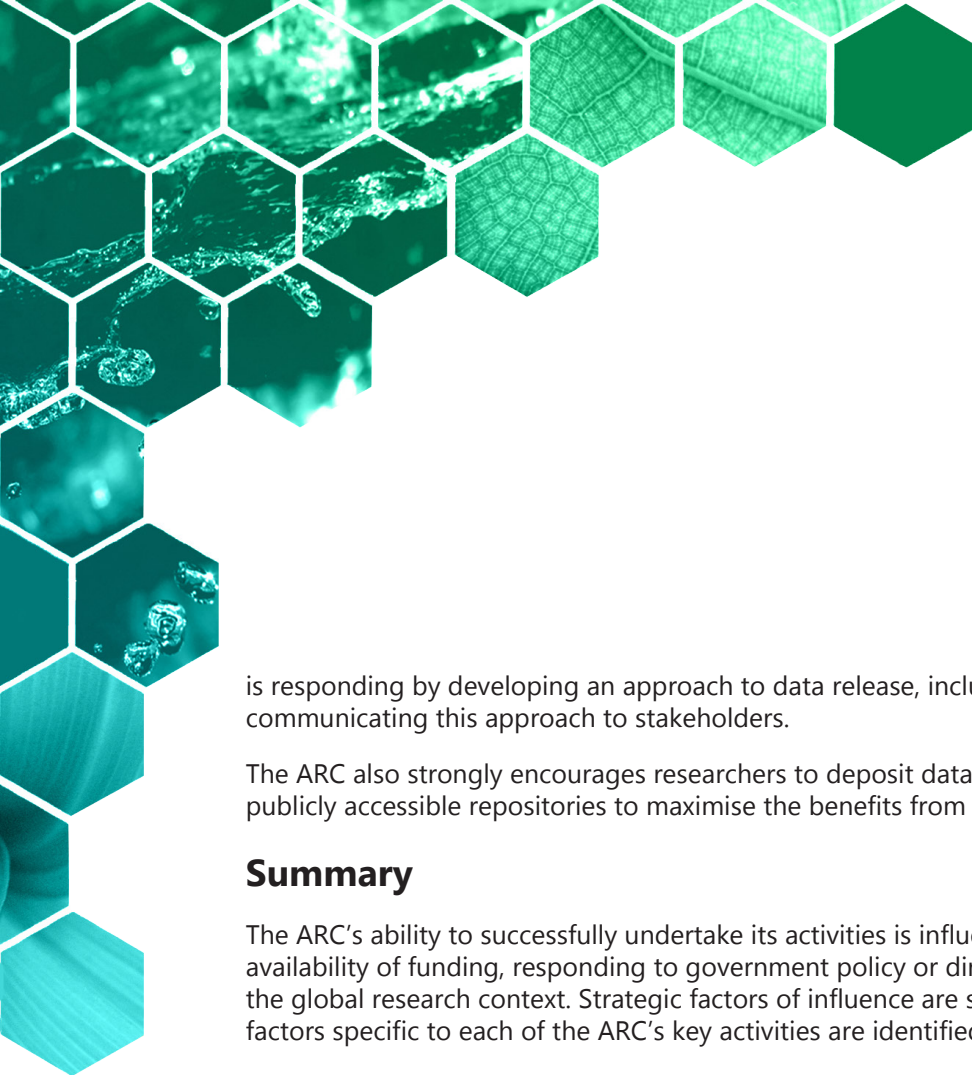 is responding by developing an approach to data release,
communicating this approach to stakeholders.
The ARC also strongly encourages researchers to deposit data
publicly accessible repositories to maximise the benefits from
Summary
The ARC's ability to successfully undertake its activities is
availability of funding, responding to government policy or
the global research context. Strategic factors of influence are
factors specific to each of the ARC's key activities are identified